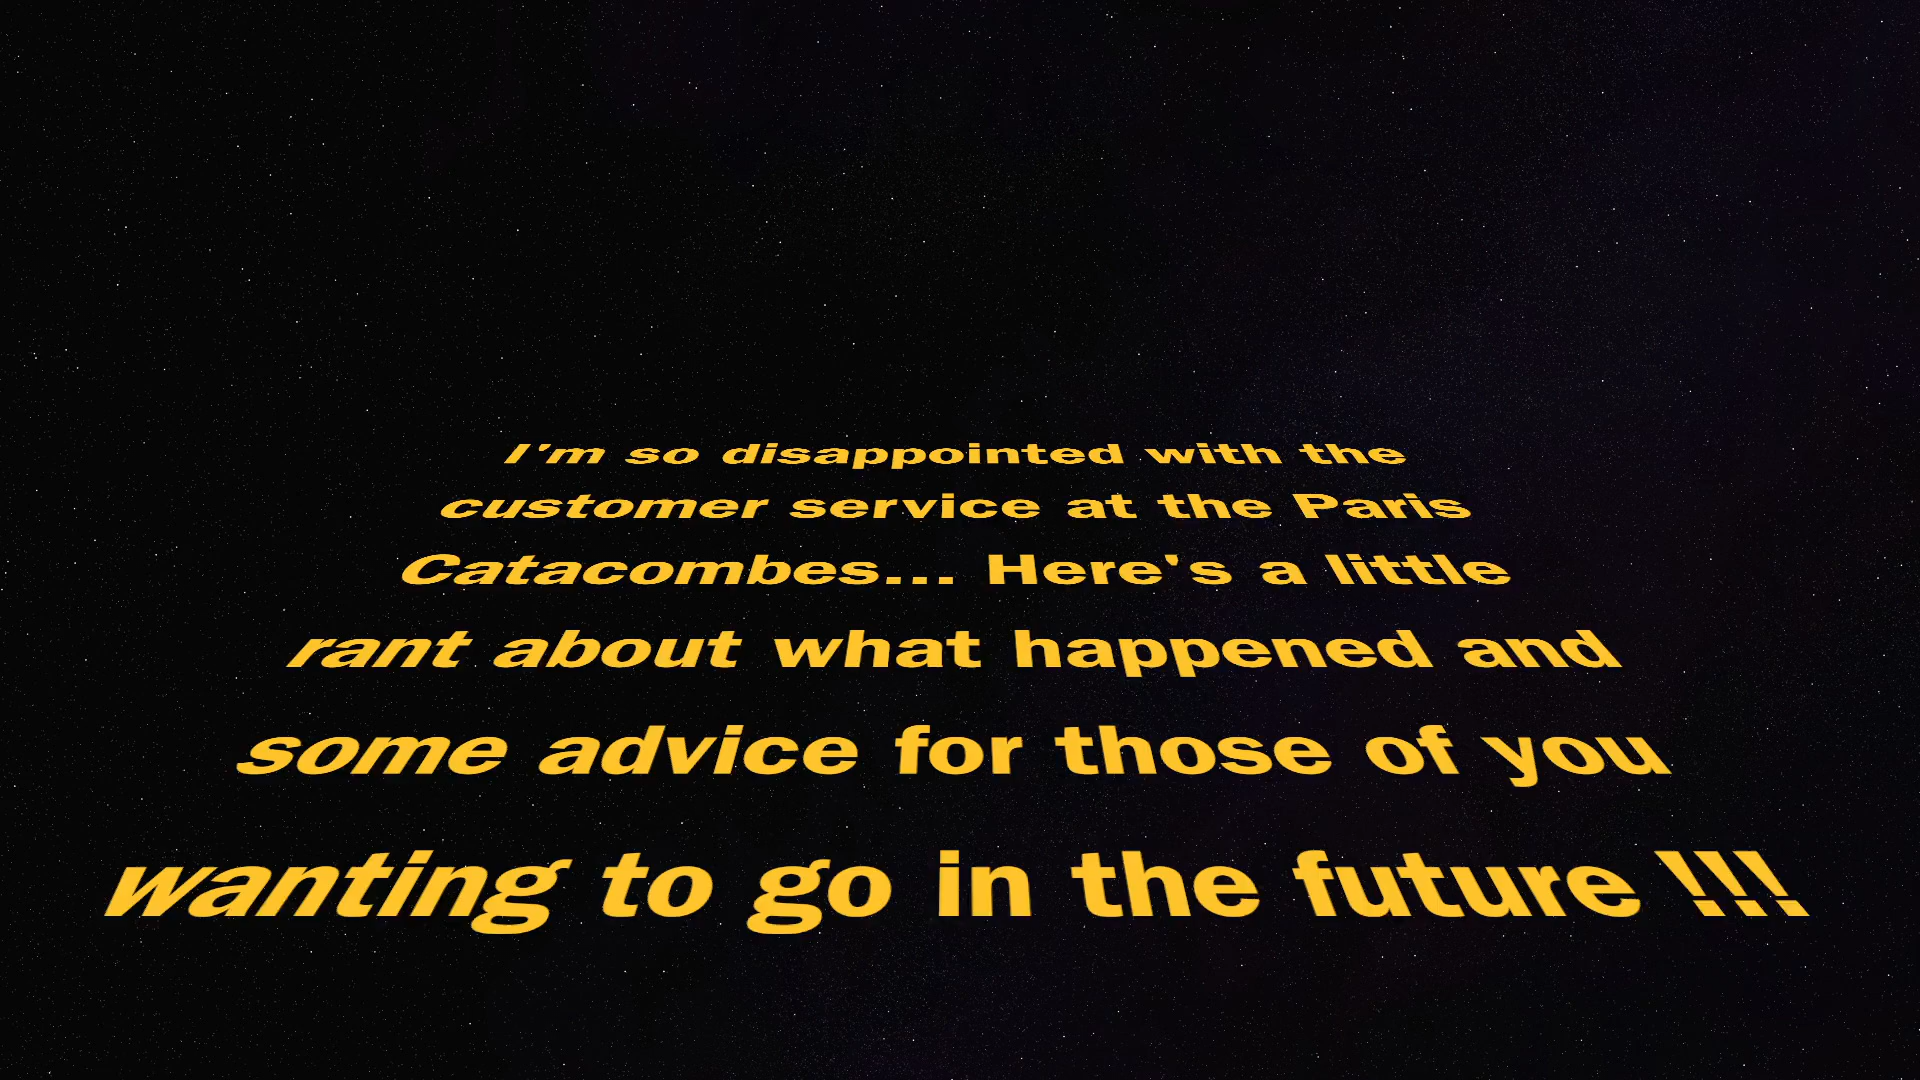 I'm so disappointed with the
customer service at the Paris
Catacombes... Here's a little
rant about what happened and
some advice for those of you
wanting to go in the future !!!